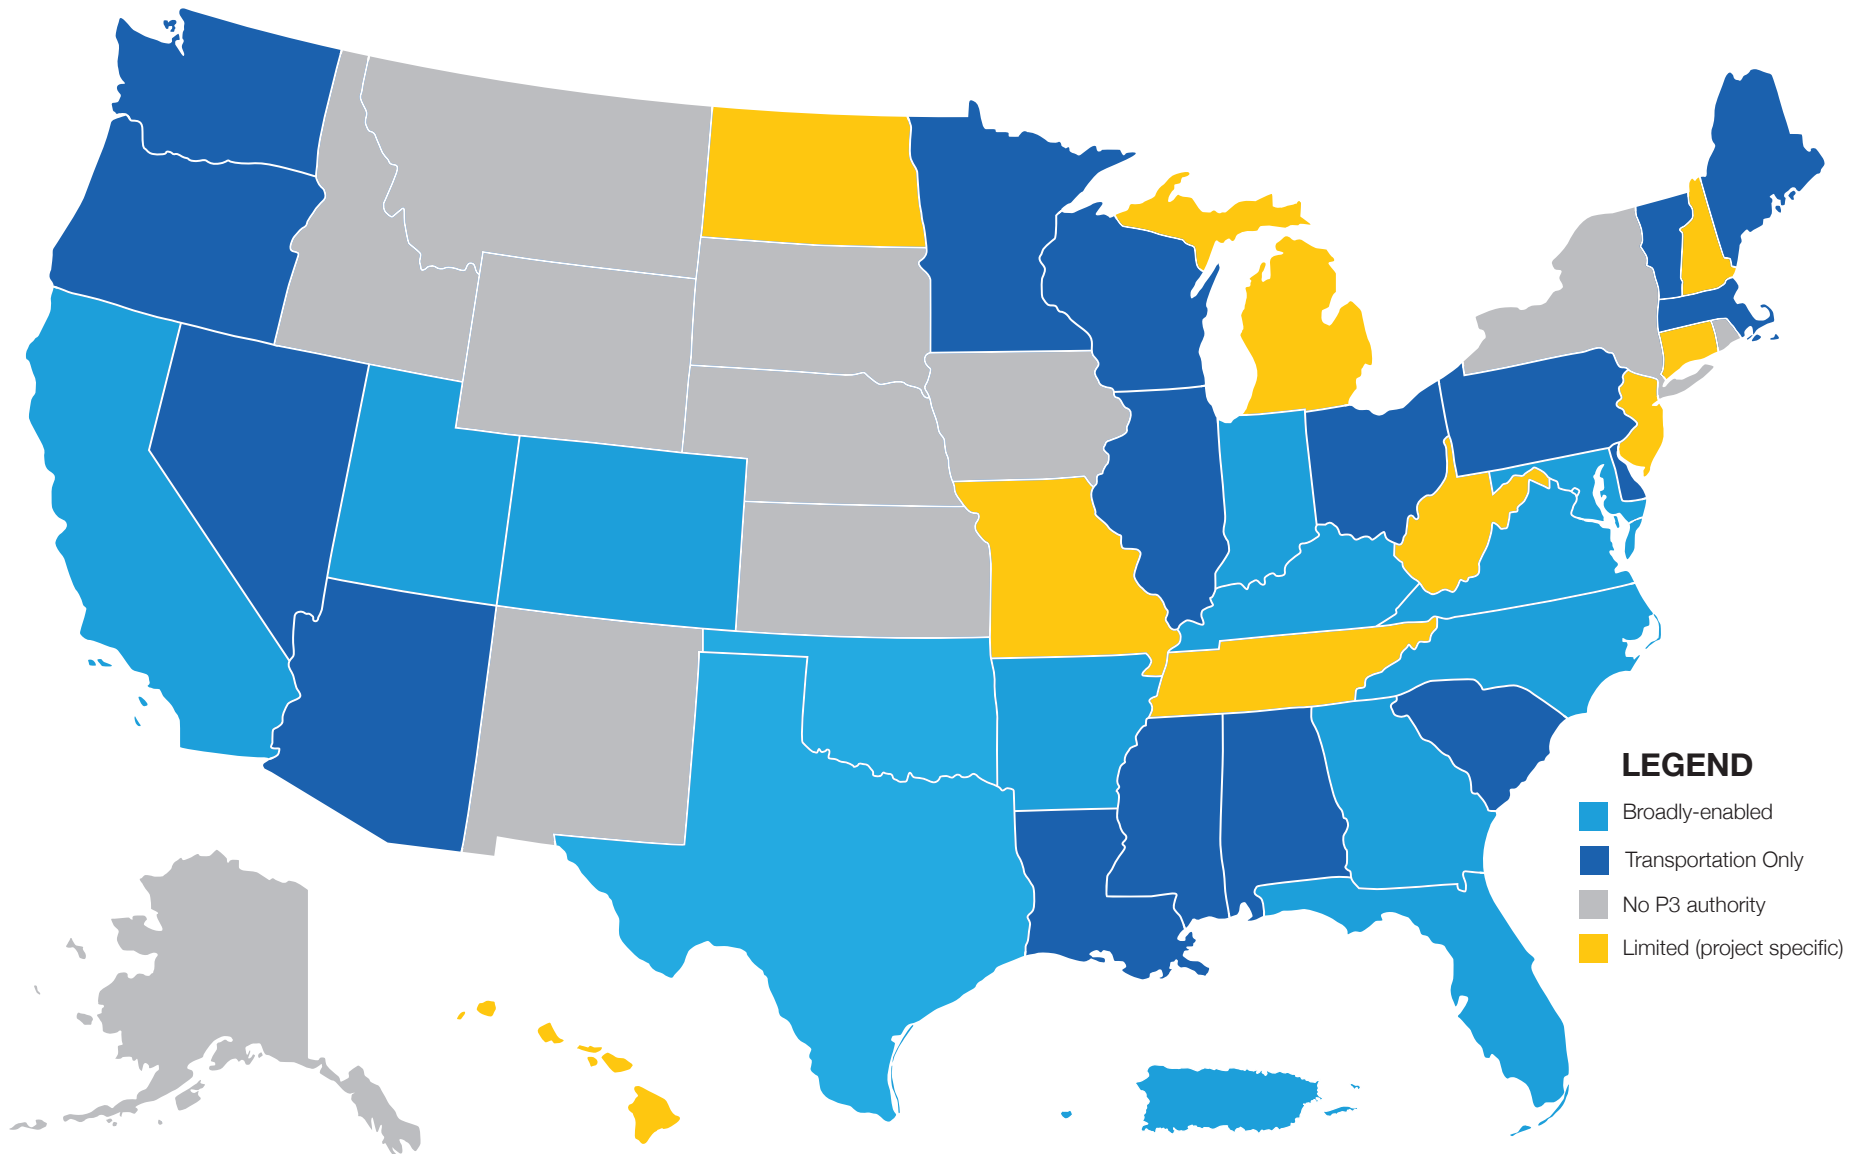 LEGEND
Broadly-enabled
Transportation Only
No P3 authority
Limited (project specific)